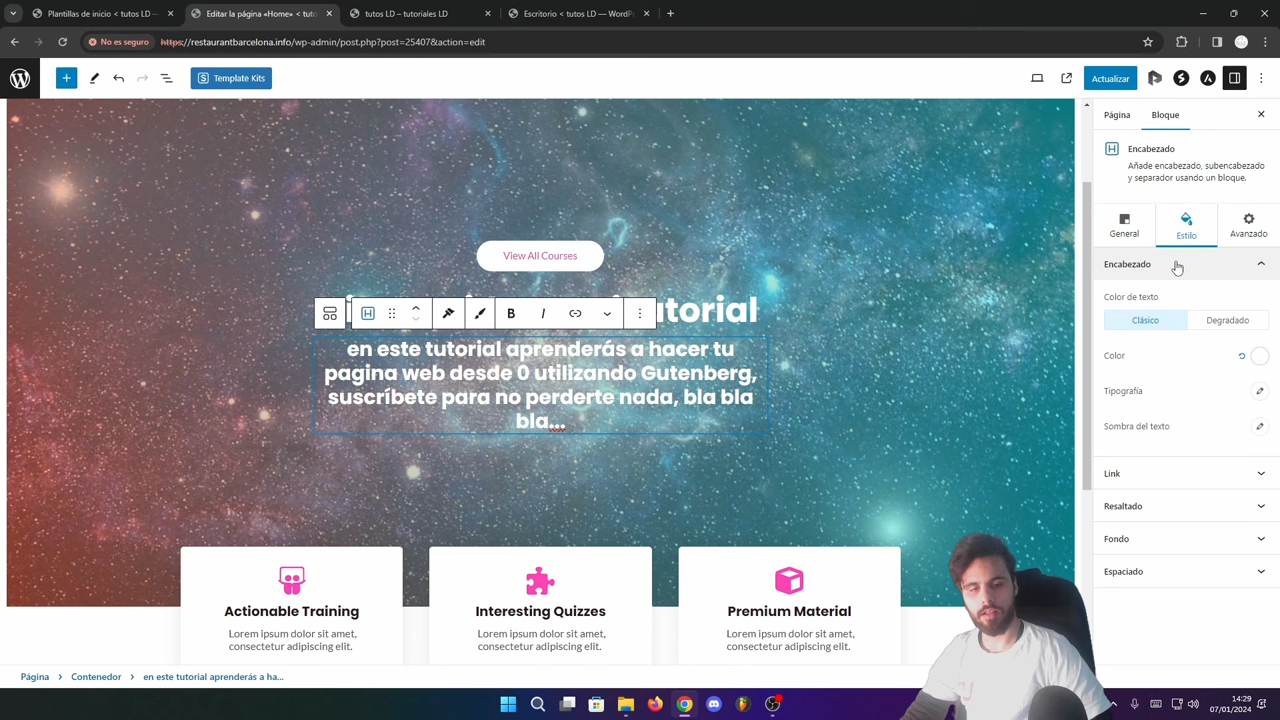 Plantillas de inicio < tutos LD –
Editar la página «Home» < tuto
tutos LD – tutoriales LD
Escritorio < tutos LD — WordPr
No es seguro
https://restaurantbarcelona.info/wp-admin/post.php?post=25407&action=edit
Template Kits
Actualizar
Página
Bloque
Encabezado
Añade encabezado, subencabezado
y separador usando un bloque.
General
Estilo
Avanzado
Encabezado
Color de texto
Clásico
Degradado
Color
Tipografía
Sombra del texto
Link
Resaltado
Fondo
Espaciado
View All Courses
B
I
en este tutorial aprenderás a hacer tu
pagina web desde 0 utilizando Gutenberg,
suscríbete para no perderte nada, bla bla
bla...
Actionable Training
Lorem ipsum dolor sit amet,
consectetur adipiscing elit.
Interesting Quizzes
Lorem ipsum dolor sit amet,
consectetur adipiscing elit.
Premium Material
Lorem ipsum dolor sit amet,
consectetur adipiscing elit.
Página > Contenedor > en este tutorial aprenderás a ha...
14:29
07/01/2024